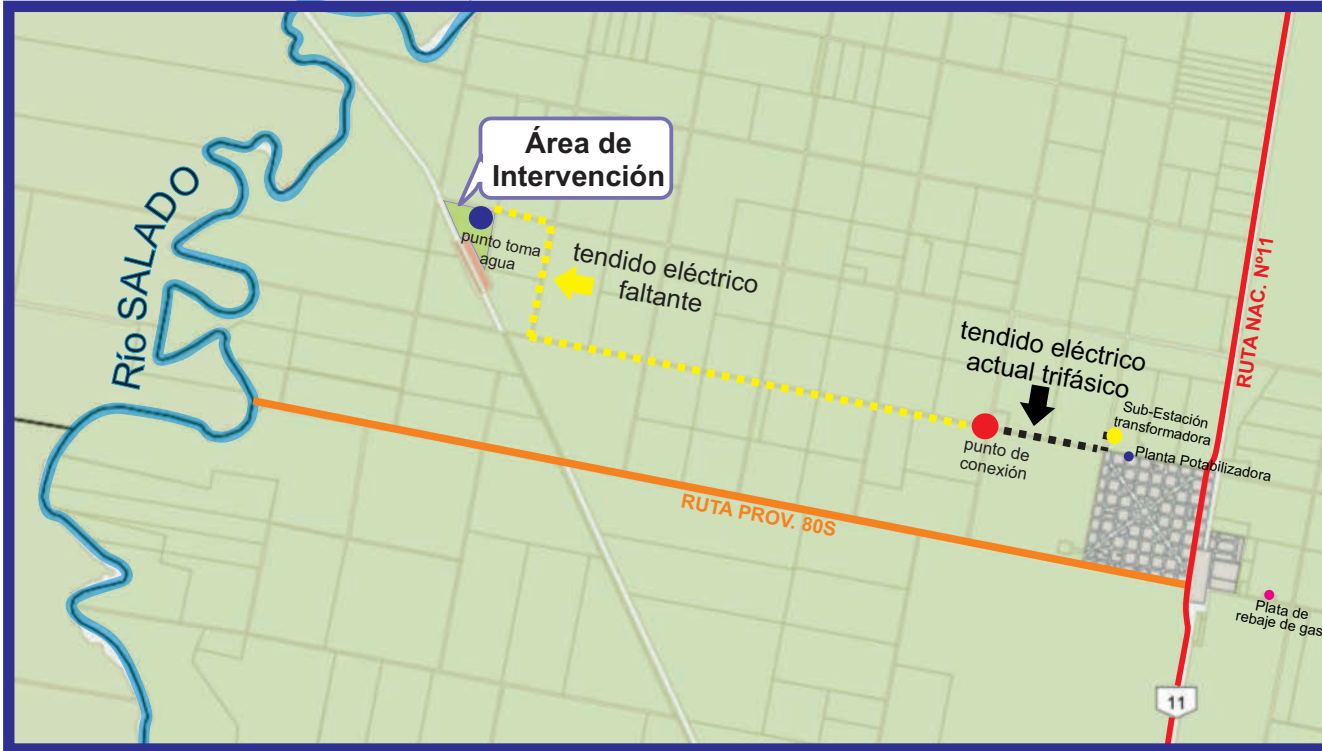 Área de
Intervención
Río SALADO
punto toma
agua
tendido eléctrico
faltante
RUTA NAC. Nº11
tendido eléctrico
actual trifásico
Sub-Estación
transformadora
punto de
conexión
Planta Potabilizadora
RUTA PROV. 80S
Plata de
rebaje de gas
11